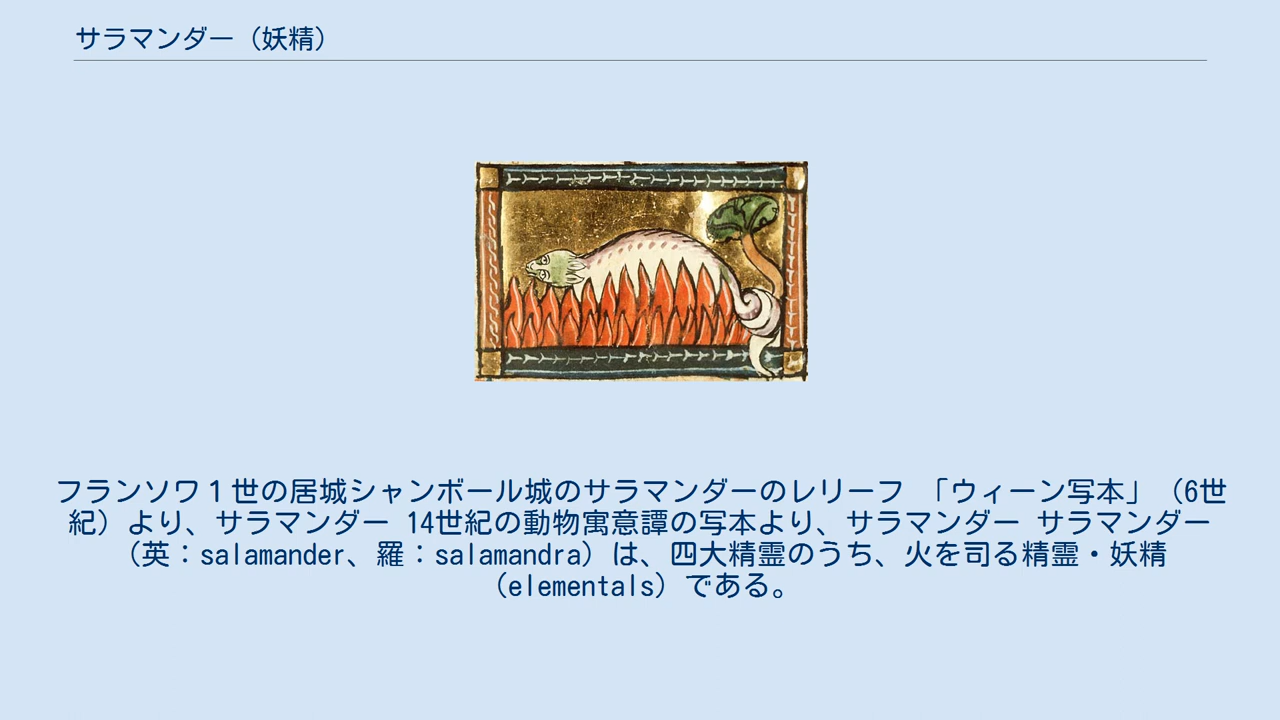 サラマンダー（妖精）
フランソワ１世の居城シャンボール城のサラマンダーのレリーフ 「ウィーン写本」（6世
紀）より、サラマンダー 14世紀の動物寓意譚の写本より、サラマンダー サラマンダー
（英：salamander、羅：salamandra）は、四大精霊のうち、火を司る精霊・妖精
（elementals）である。